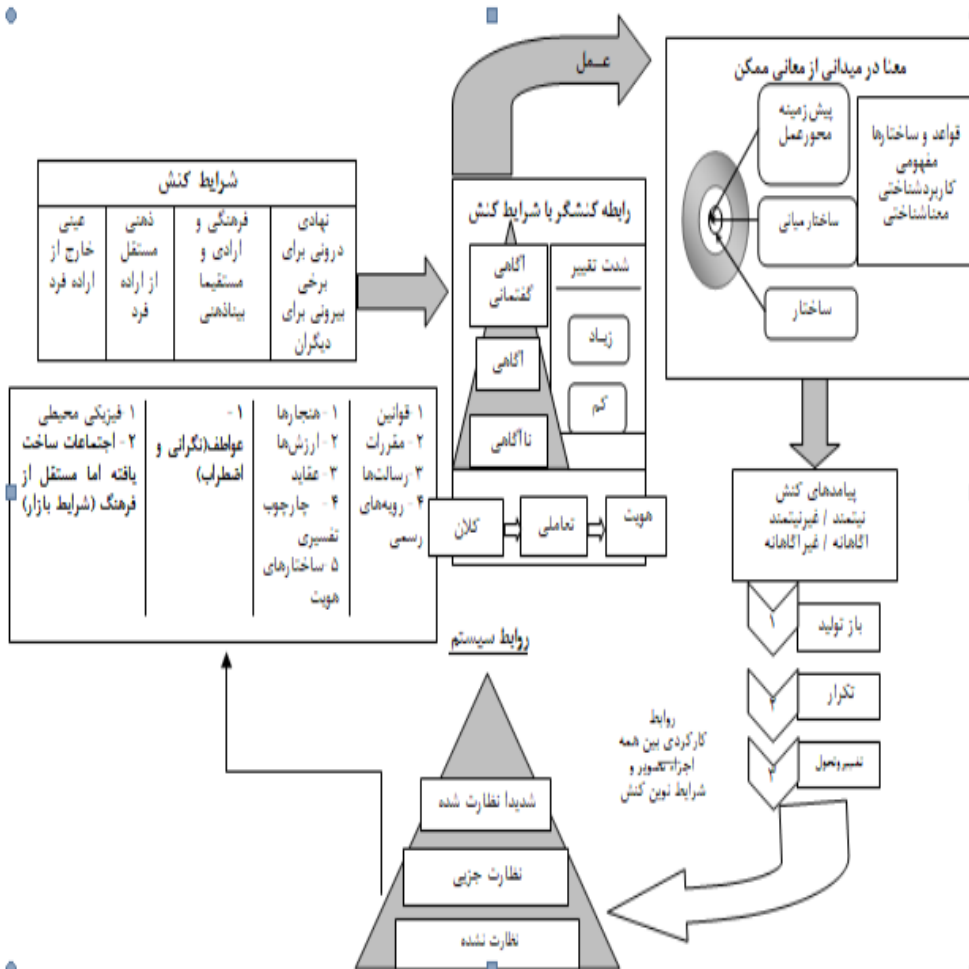 عمل
معنا در میدانی از معانی ممکن
پیش‌زمینه
محورعمل
ساختار میانی
ساختار
قواعد و ساختارها
مفهومی
کاربردشناختی
معناشناختی
شرایط کنش
نهادی
درونی برای
برخی
بیرونی برای
دیگران
فرهنگی و
ارادی و
مستقیما
بیناذهنی
ذهنی
مستقل
از اراده
فرد
عینی
خارج از
اراده فرد
رابطه کنشگر با شرایط کنش
آگاهی
گفتمانی
آگاهی
ناآگاهی
شدت تقییر
زیـاد
کم
کلان
تعاملی
هویت
۱ قوانین
۲- مقررات
۳- رسالت‌ها
۴- رویه‌های
رسمی
۱- هنجارها
۲- ارزش‌ها
۳- عقاید
۴- چارچوب
تفسیری
۵- ساختارهای
هویت
۱-
عواطف(نگرانی و
اضطراب)
۱ فیزیکی محیطی
۲- اجتماعات ساخت
یافته اما مستقل از
فرهنگ (شرایط بازار)
پیامدهای کنش
نیتمند / غیرنیتمند
آگاهانه / غیرآگاهانه
۱
باز تولید
۲
تکرار
۳
تغییر وتحول
روابط
کارکردی بین همه
اجزاء تصویر و
شرایط نوین کنش
روابط سیستم
شدیدا نظارت شده
نظارت جزیی
نظارت نشده